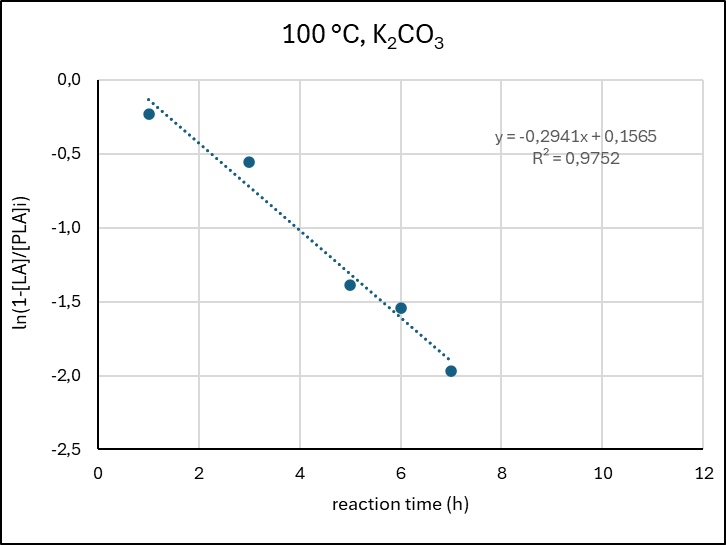 100 °C, K₂CO₃
y = -0,2941x + 0,1565
R² = 0,9752
ln(1-[LA]/[PLA]i)
0,0
-0,5
-1,0
-1,5
-2,0
-2,5
0 2 4 6 8 10 12
reaction time (h)